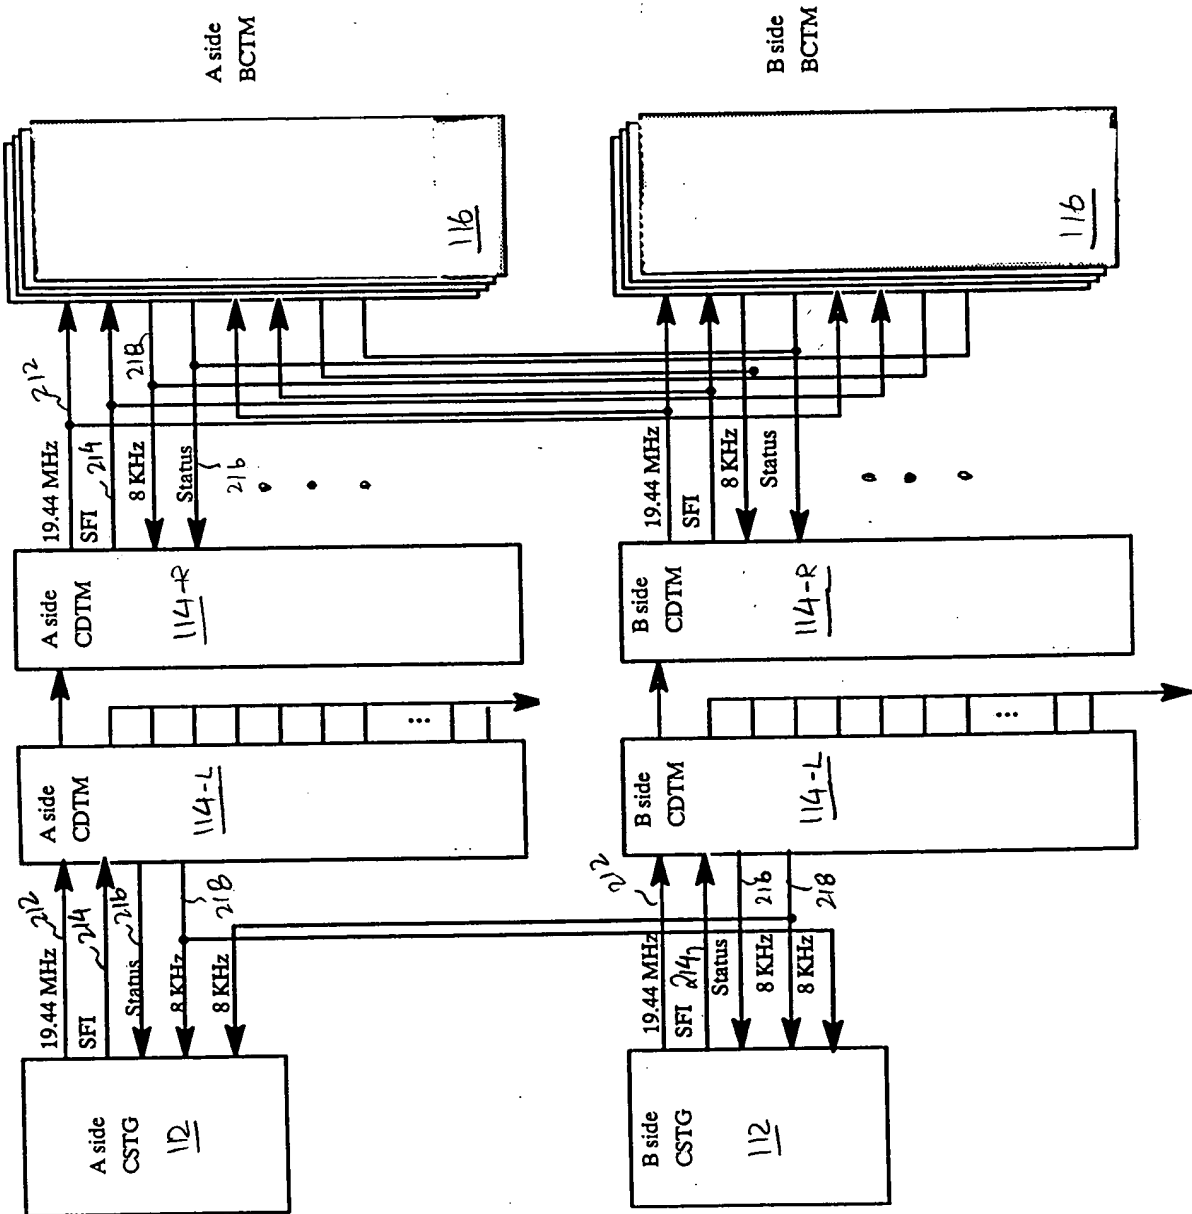 A side
BCTM
116
B side
BCTM
116
212
19.44 MHz
SFI
214
218
8 KHz
Status
216
19.44 MHz
SFI
8 KHz
Status
A side
CDTM
114-R
B side
CDTM
114-R
A side
CDTM
114-L
...
B side
CDTM
114-L
...
19.44 MHz
212
SFI
214
Status
216
8 KHz
218
8 KHz
212
19.44 MHz
SFI
214
Status
216
8 KHz
218
8 KHz
A side
CSTG
112
B side
CSTG
112